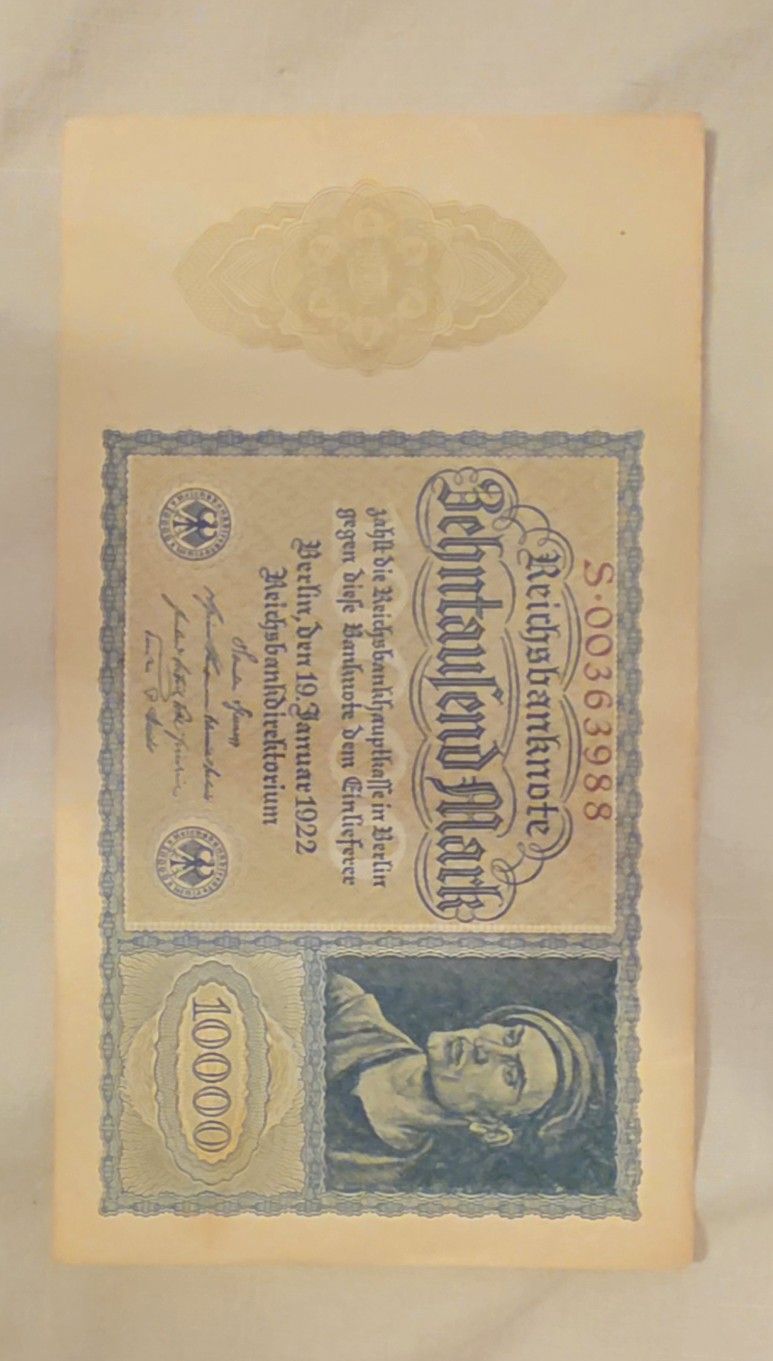 S·00363988
Reichsbanknote
Zehntausend Mark
zahlt die Reichsbankhauptkasse in Berlin
gegen diese Banknote dem Einlieferer
Berlin, den 19. Januar 1922
Reichsbankdirektorium
10000